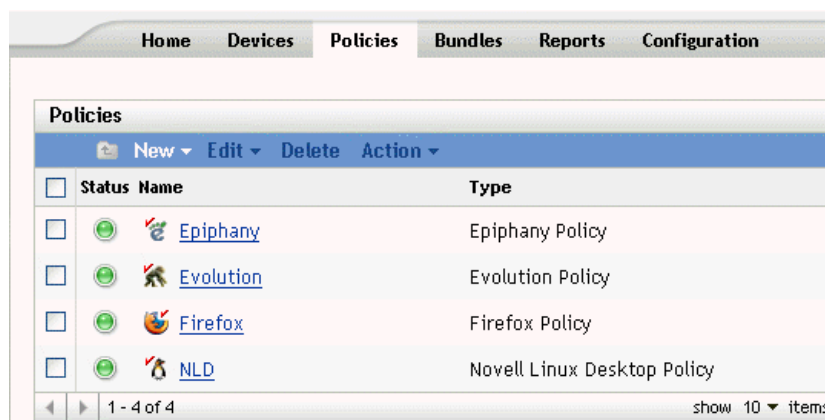 Home Devices Policies Bundles Reports Configuration
Policies
New Edit Delete Action
Status Name Type
Epiphany Epiphany Policy
Evolution Evolution Policy
Firefox Firefox Policy
NLD Novell Linux Desktop Policy
1 - 4 of 4 show 10 items